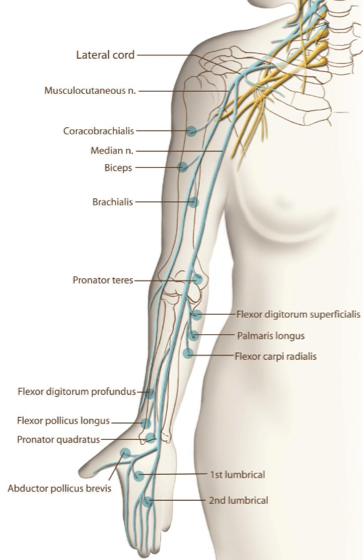 Lateral cord
Musculocutaneous n.
Coracobrachialis
Median n.
Biceps
Brachialis
Pronator teres
Flexor digitorum superficialis
Palmaris longus
Flexor carpi radialis
Flexor digitorum profundus
Flexor pollicus longus
Pronator quadratus
1st lumbrical
Abductor pollicus brevis
2nd lumbrical